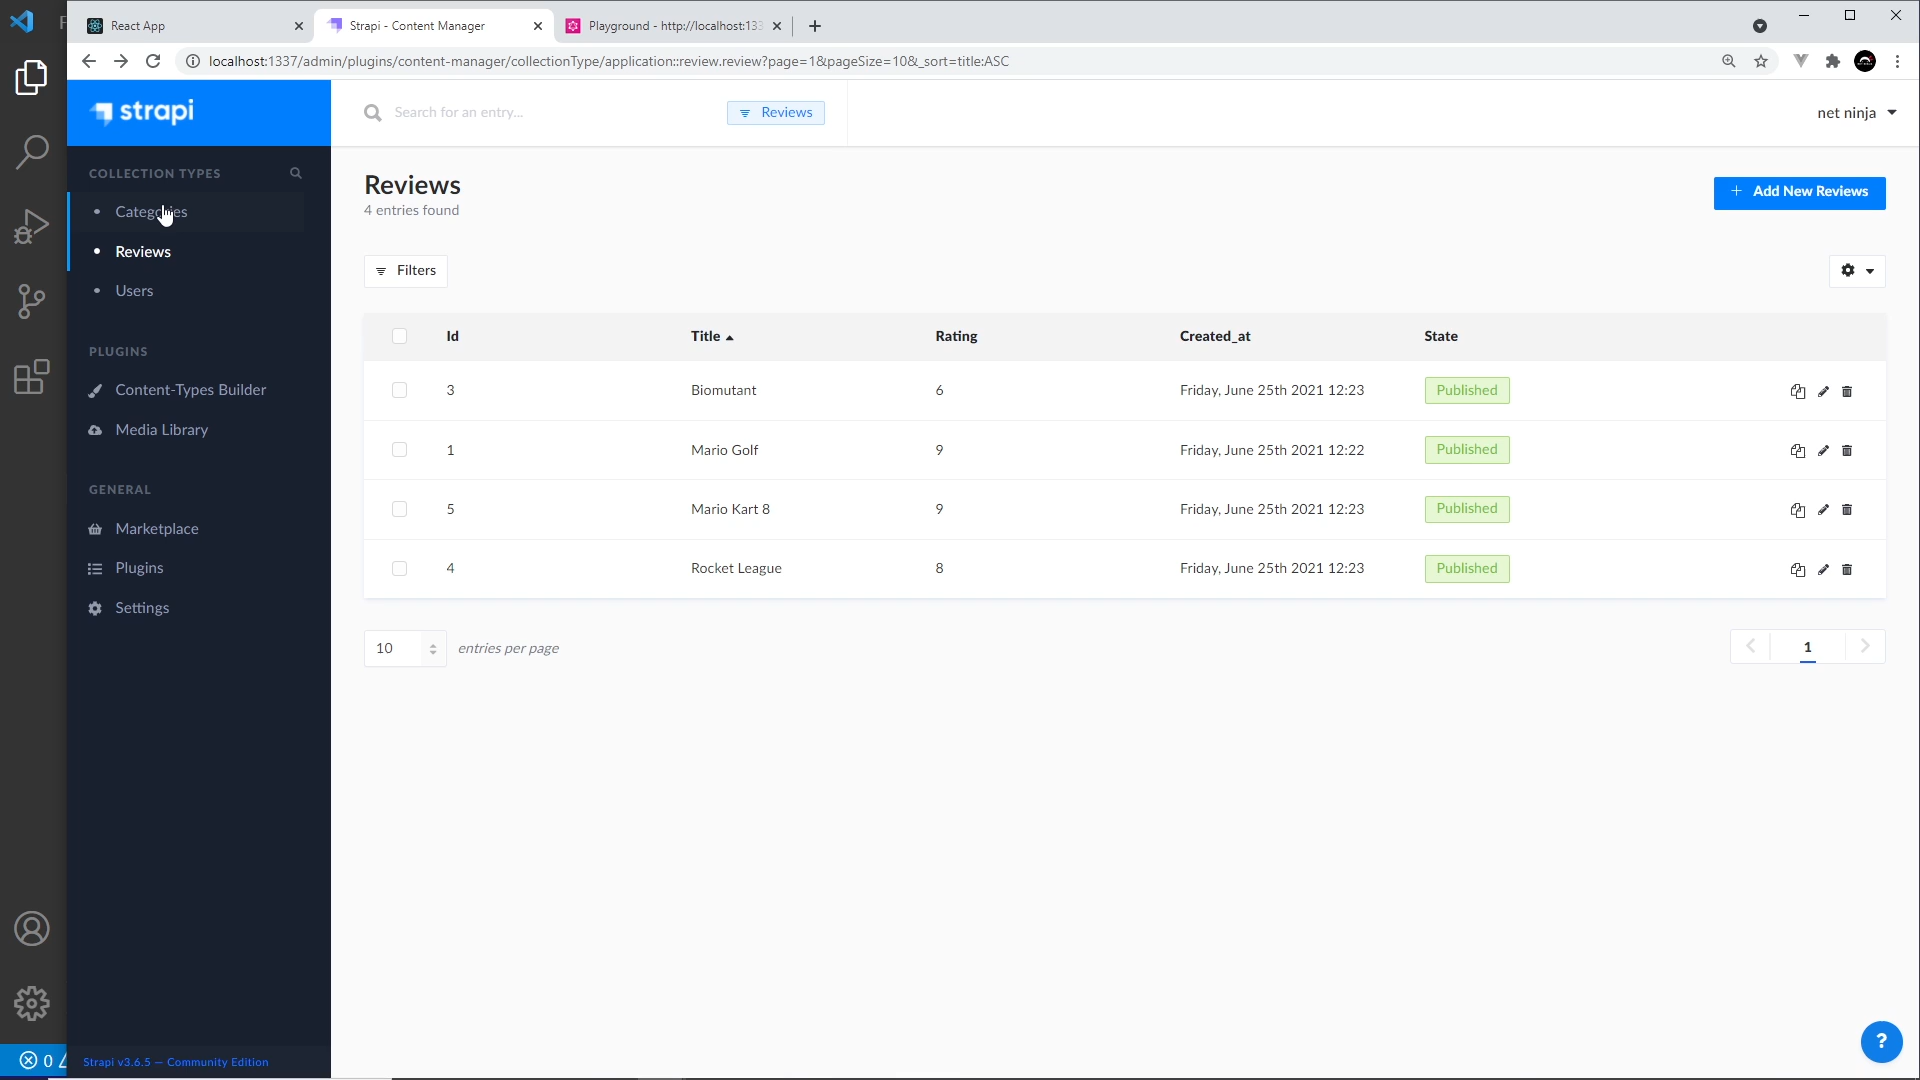 React App
Strapi - Content Manager
Playground - http://localhost:133
localhost:1337/admin/plugins/content-manager/collectionType/application::review.review?page=1&pageSize=10&_sort=title:ASC
strapi
Search for an entry...
Reviews
net ninja
COLLECTION TYPES
Categories
Reviews
Users
PLUGINS
Content-Types Builder
Media Library
GENERAL
Marketplace
Plugins
Settings
Strapi v3.6.5 — Community Edition
Reviews
4 entries found
+ Add New Reviews
Filters
Id Title Rating Created_at State
3 Biomutant 6 Friday, June 25th 2021 12:23 Published
1 Mario Golf 9 Friday, June 25th 2021 12:22 Published
5 Mario Kart 8 9 Friday, June 25th 2021 12:23 Published
4 Rocket League 8 Friday, June 25th 2021 12:23 Published
10 entries per page
1
?
0